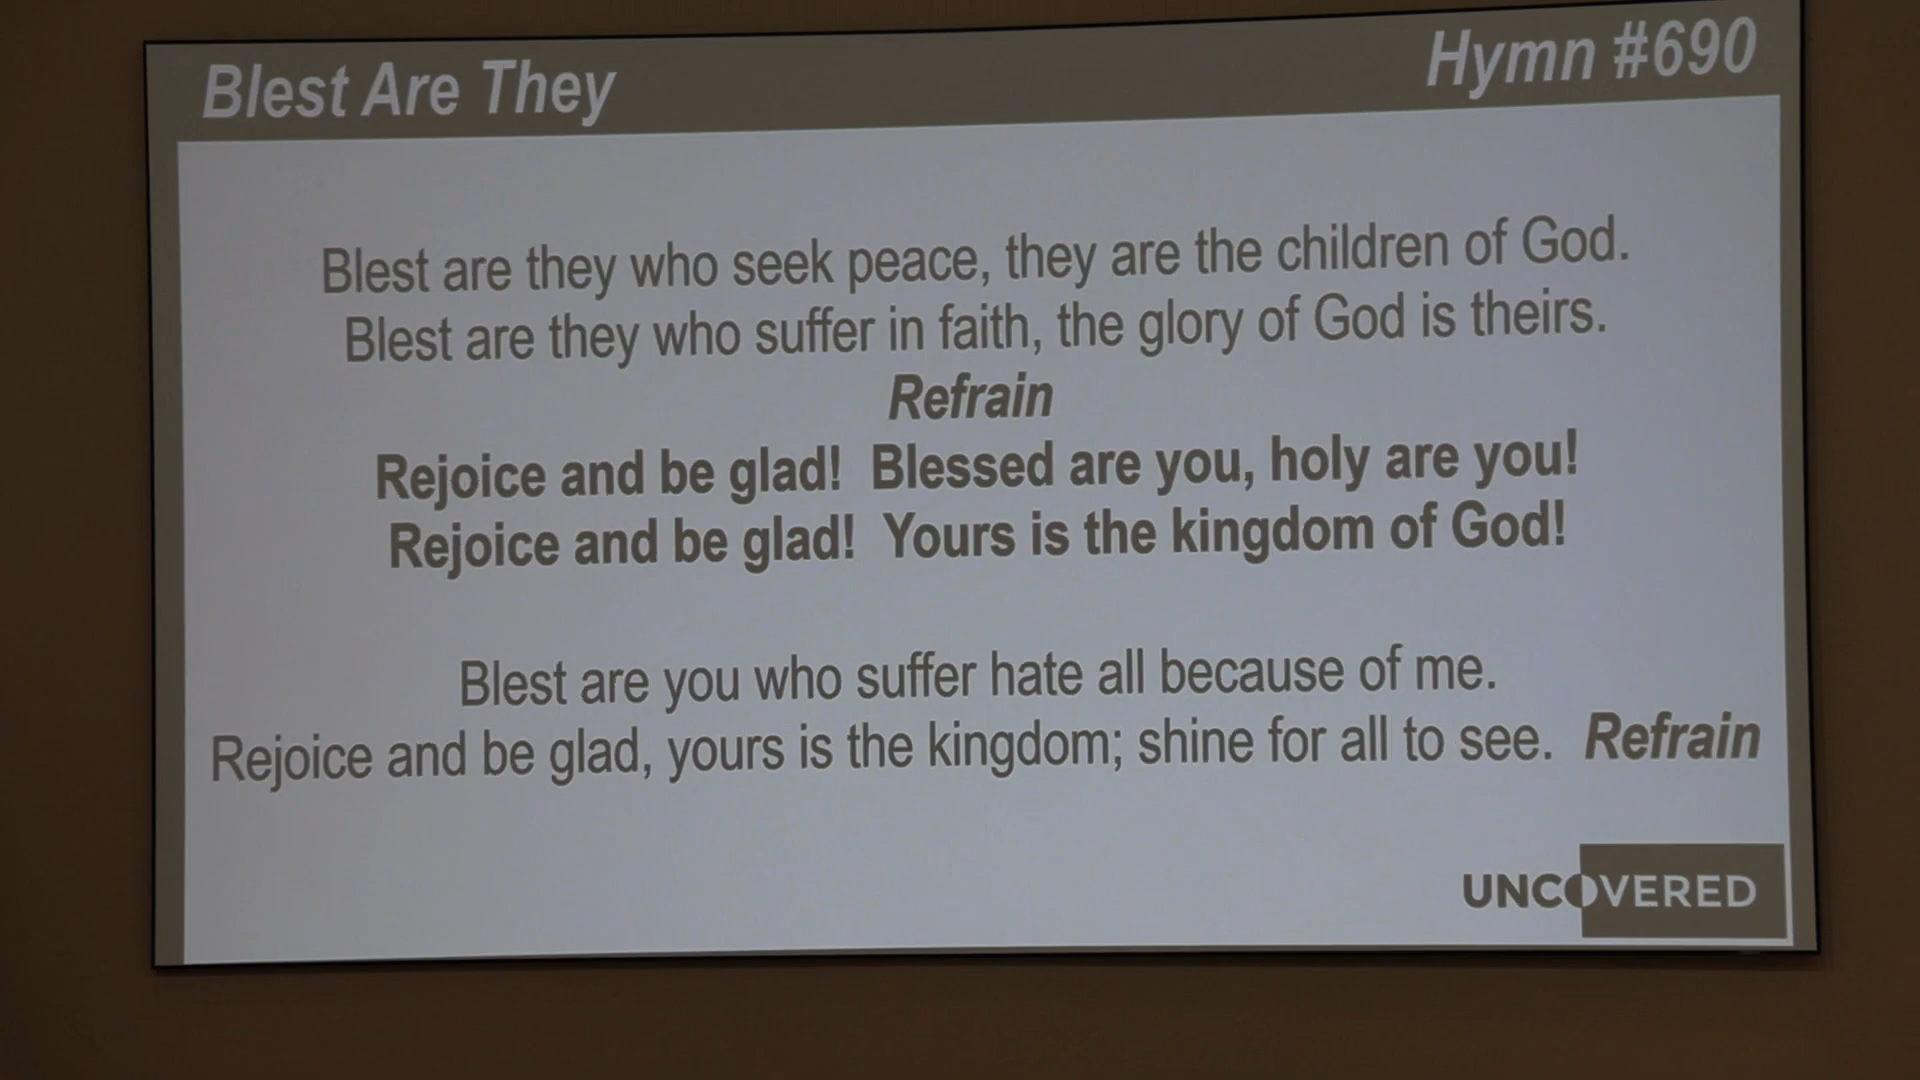 Blest Are They
Hymn #690
Blest are they who seek peace, they are the children of God.
Blest are they who suffer in faith, the glory of God is theirs.
Refrain
Rejoice and be glad!  Blessed are you, holy are you!
Rejoice and be glad!  Yours is the kingdom of God!
Blest are you who suffer hate all because of me.
Rejoice and be glad, yours is the kingdom; shine for all to see.  Refrain
UNCOVERED